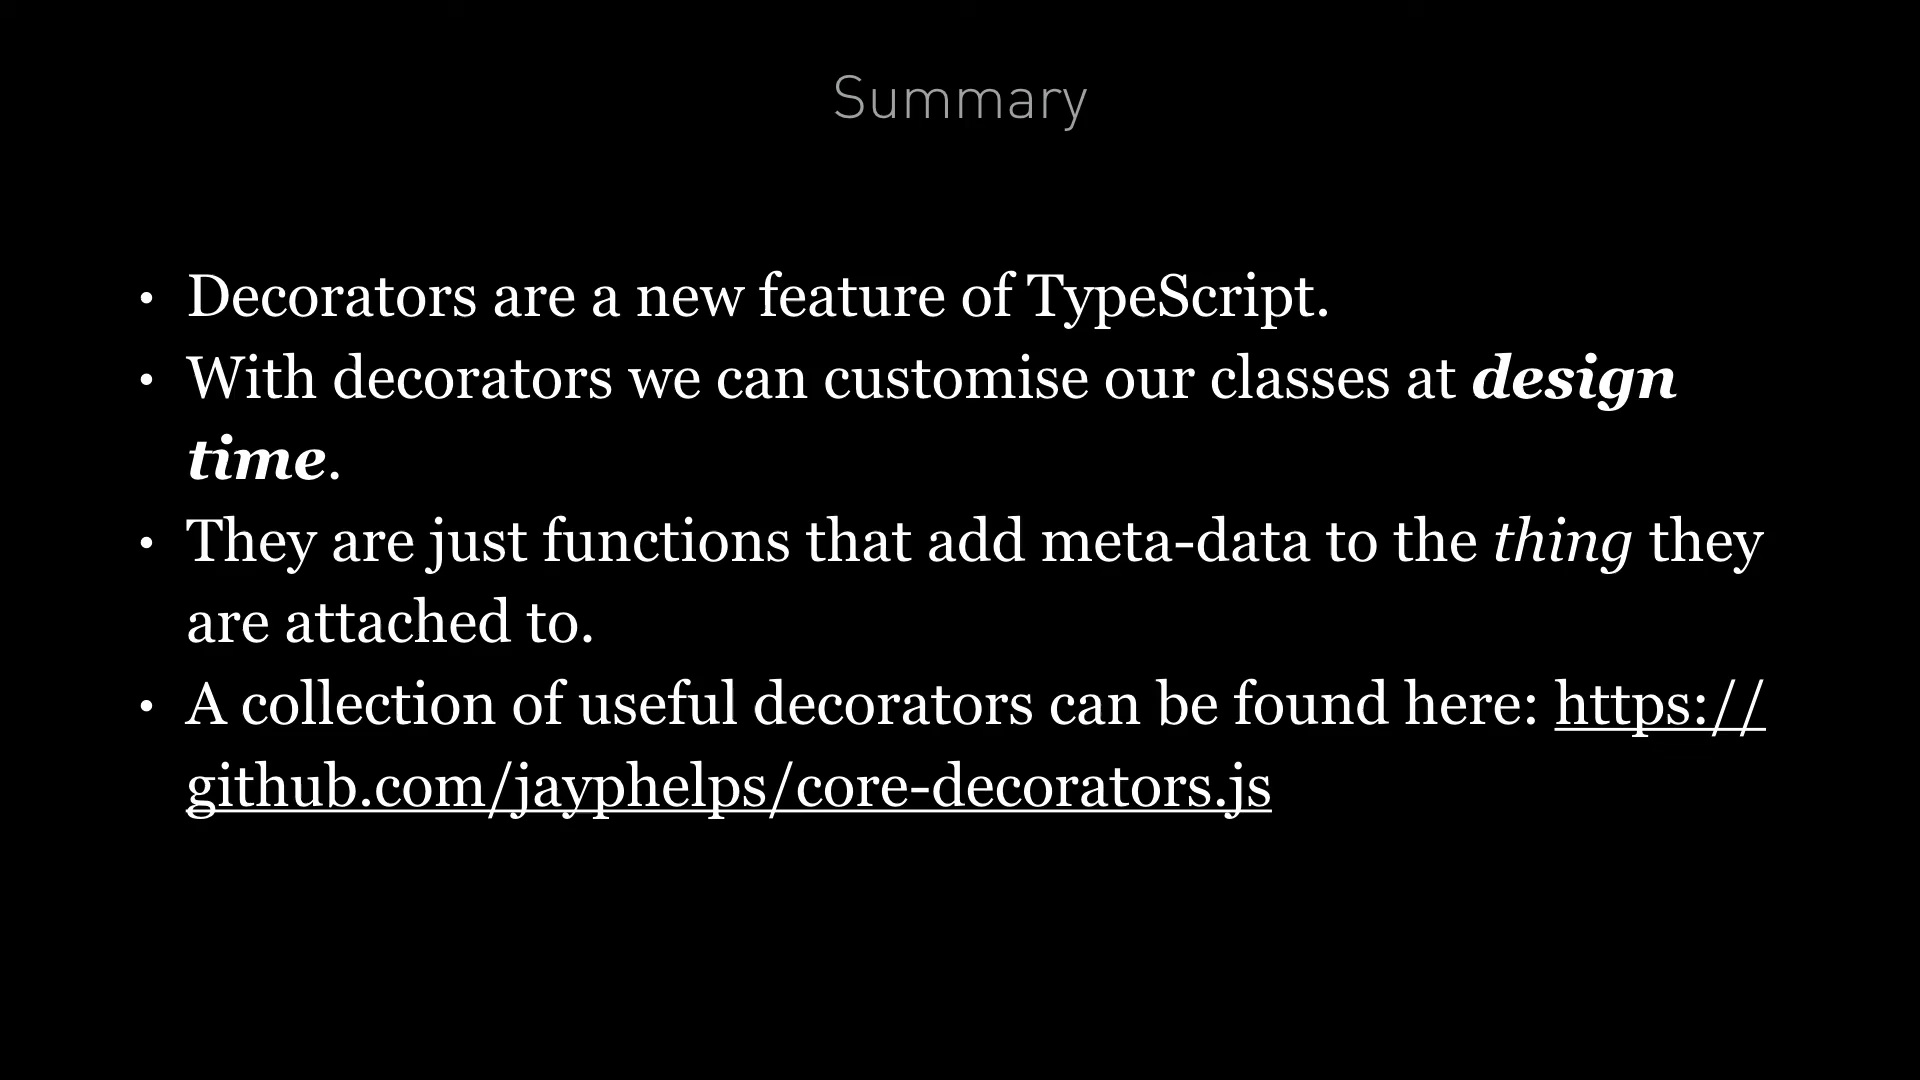 Summary
• Decorators are a new feature of TypeScript.
• With decorators we can customise our classes at design
time.
• They are just functions that add meta-data to the thing they
are attached to.
• A collection of useful decorators can be found here: https://
github.com/jayphelps/core-decorators.js